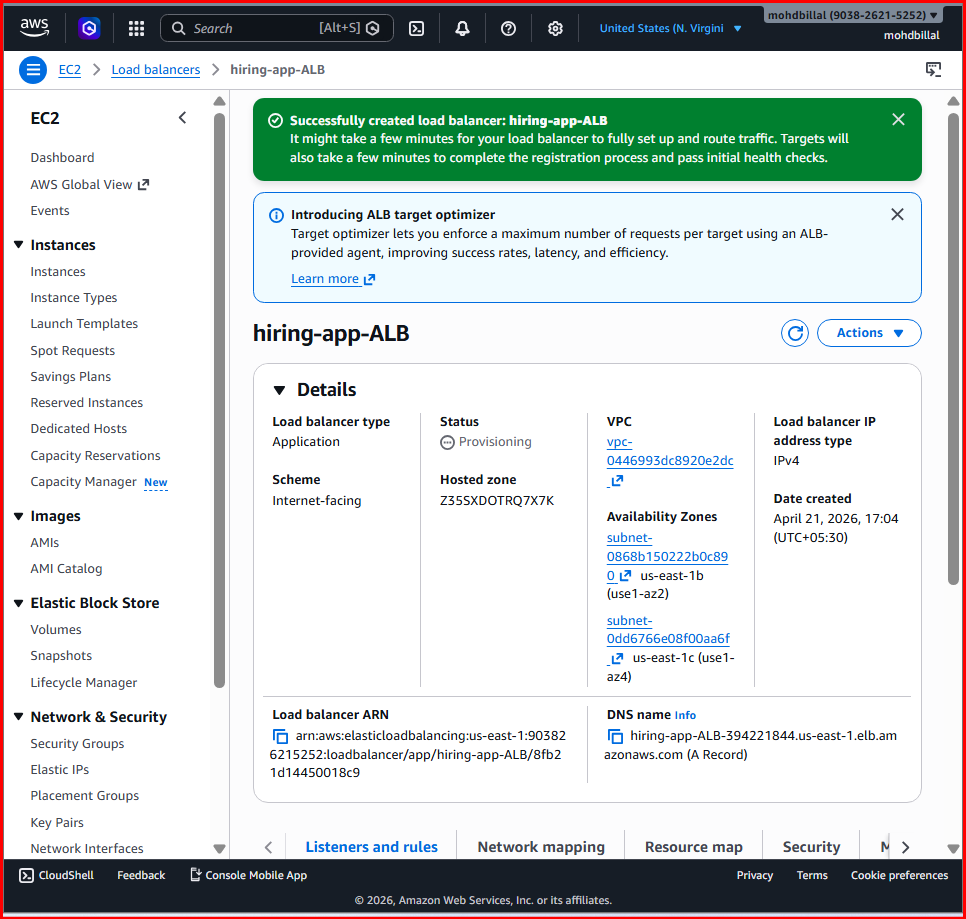 aws
Search [Alt+S]
United States (N. Virgini
mohdbillal (9038-2621-5252)
mohdbillal
EC2
Load balancers
hiring-app-ALB
EC2
Dashboard
AWS Global View
Events
Instances
Instances
Instance Types
Launch Templates
Spot Requests
Savings Plans
Reserved Instances
Dedicated Hosts
Capacity Reservations
Capacity Manager New
Images
AMIs
AMI Catalog
Elastic Block Store
Volumes
Snapshots
Lifecycle Manager
Network & Security
Security Groups
Elastic IPs
Placement Groups
Key Pairs
Network Interfaces
Successfully created load balancer: hiring-app-ALB
It might take a few minutes for your load balancer to fully set up and route traffic. Targets will
also take a few minutes to complete the registration process and pass initial health checks.
Introducing ALB target optimizer
Target optimizer lets you enforce a maximum number of requests per target using an ALB-
provided agent, improving success rates, latency, and efficiency.
Learn more
hiring-app-ALB
Actions
Details
Load balancer type
Application
Scheme
Internet-facing
Status
Provisioning
Hosted zone
Z35SXDOTRQ7X7K
VPC
vpc-
0446993dc8920e2dc
Availability Zones
subnet-
0868b150222b0c89
0 us-east-1b
(use1-az2)
subnet-
0dd6766e08f00aa6f
us-east-1c (use1-
az4)
Load balancer IP
address type
IPv4
Date created
April 21, 2026, 17:04
(UTC+05:30)
Load balancer ARN
arn:aws:elasticloadbalancing:us-east-1:90382
6215252:loadbalancer/app/hiring-app-ALB/8fb2
1d14450018c9
DNS name Info
hiring-app-ALB-394221844.us-east-1.elb.am
azonaws.com (A Record)
Listeners and rules
Network mapping
Resource map
Security
CloudShell
Feedback
Console Mobile App
Privacy
Terms
Cookie preferences
© 2026, Amazon Web Services, Inc. or its affiliates.